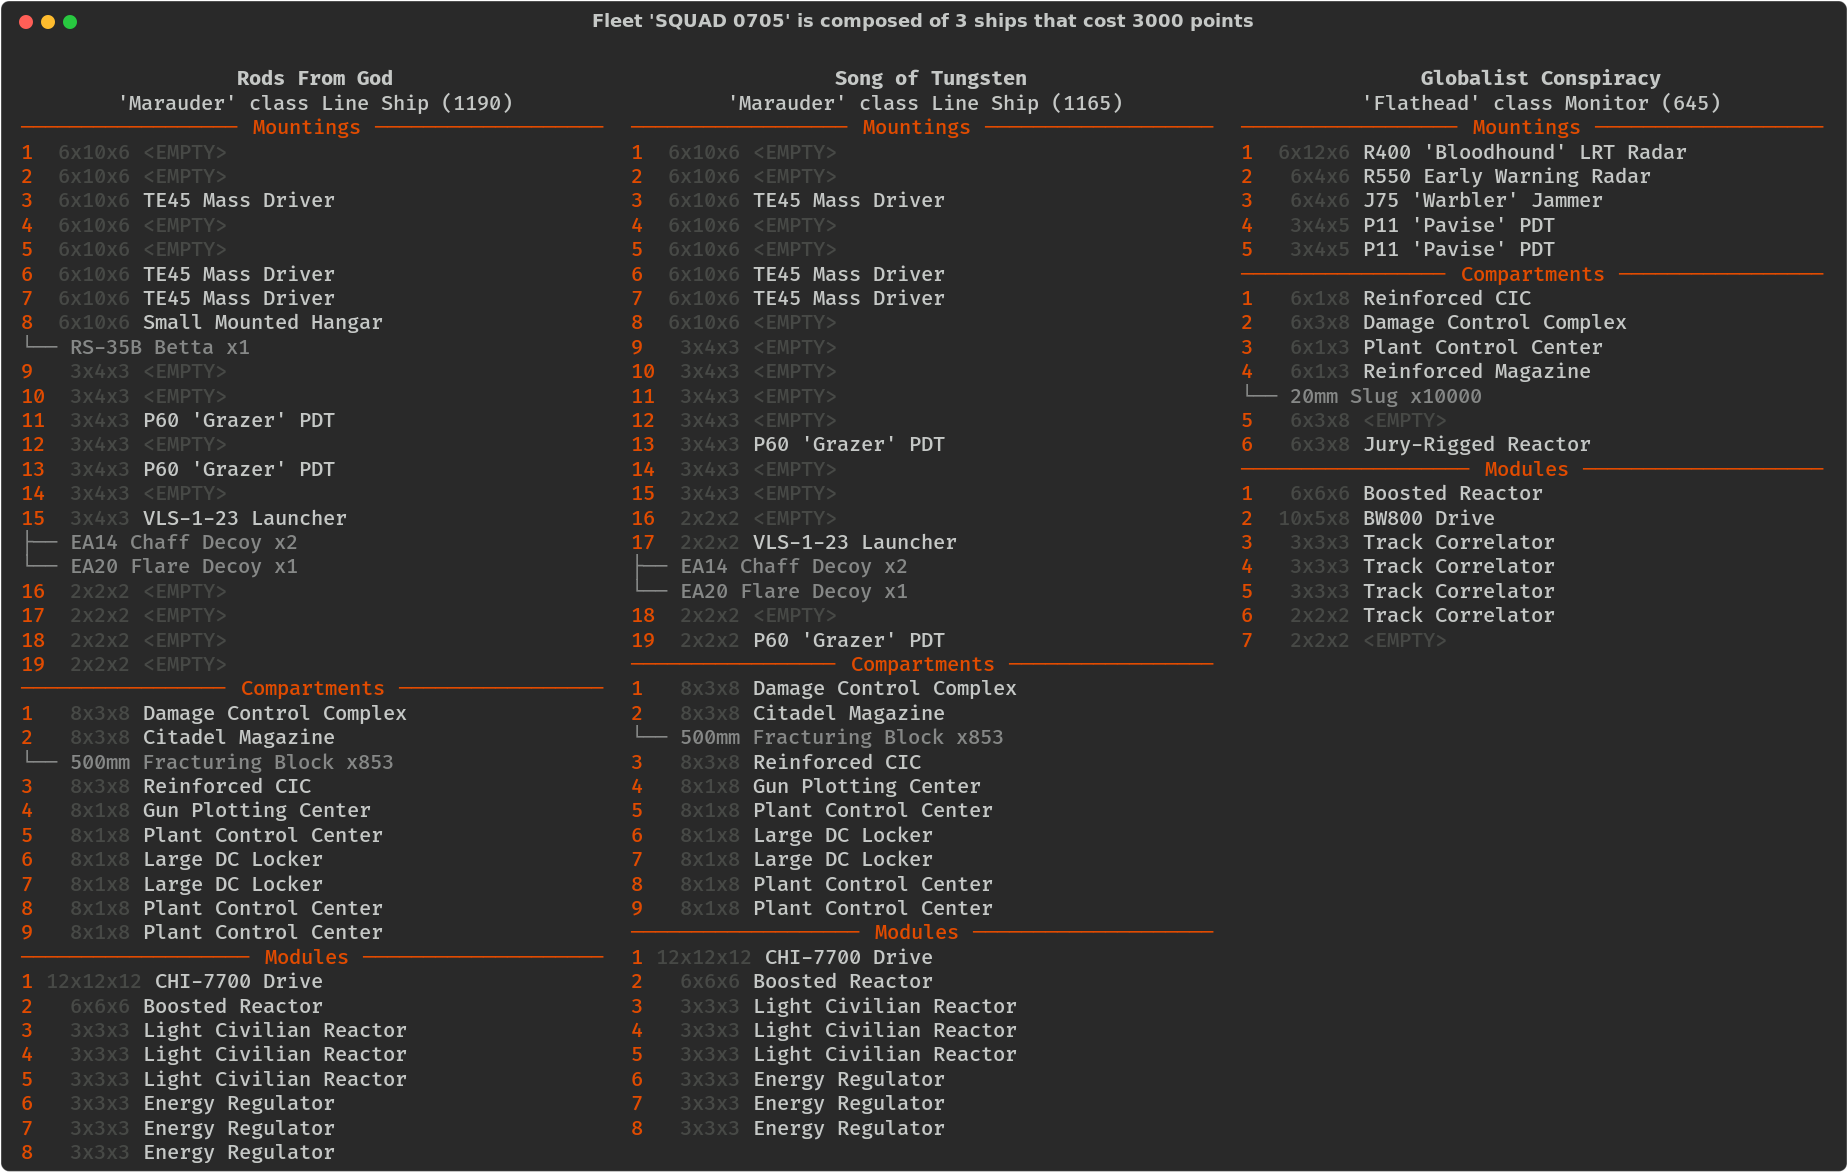 Fleet 'SQUAD 0705' is composed of 3 ships that cost 3000 points
Rods From God
'Marauder' class Line Ship (1190)
Mountings
1 6x10x6 <EMPTY>
2 6x10x6 <EMPTY>
3 6x10x6 TE45 Mass Driver
4 6x10x6 <EMPTY>
5 6x10x6 <EMPTY>
6 6x10x6 TE45 Mass Driver
7 6x10x6 TE45 Mass Driver
8 6x10x6 Small Mounted Hangar
└── RS-35B Betta x1
9 3x4x3 <EMPTY>
10 3x4x3 <EMPTY>
11 3x4x3 P60 'Grazer' PDT
12 3x4x3 <EMPTY>
13 3x4x3 P60 'Grazer' PDT
14 3x4x3 <EMPTY>
15 3x4x3 VLS-1-23 Launcher
├── EA14 Chaff Decoy x2
└── EA20 Flare Decoy x1
16 2x2x2 <EMPTY>
17 2x2x2 <EMPTY>
18 2x2x2 <EMPTY>
19 2x2x2 <EMPTY>
Compartments
1 8x3x8 Damage Control Complex
2 8x3x8 Citadel Magazine
└── 500mm Fracturing Block x853
3 8x3x8 Reinforced CIC
4 8x1x8 Gun Plotting Center
5 8x1x8 Plant Control Center
6 8x1x8 Large DC Locker
7 8x1x8 Large DC Locker
8 8x1x8 Plant Control Center
9 8x1x8 Plant Control Center
Modules
1 12x12x12 CHI-7700 Drive
2 6x6x6 Boosted Reactor
3 3x3x3 Light Civilian Reactor
4 3x3x3 Light Civilian Reactor
5 3x3x3 Light Civilian Reactor
6 3x3x3 Energy Regulator
7 3x3x3 Energy Regulator
8 3x3x3 Energy Regulator
Song of Tungsten
'Marauder' class Line Ship (1165)
Mountings
1 6x10x6 <EMPTY>
2 6x10x6 <EMPTY>
3 6x10x6 TE45 Mass Driver
4 6x10x6 <EMPTY>
5 6x10x6 <EMPTY>
6 6x10x6 TE45 Mass Driver
7 6x10x6 TE45 Mass Driver
8 6x10x6 <EMPTY>
9 3x4x3 <EMPTY>
10 3x4x3 <EMPTY>
11 3x4x3 <EMPTY>
12 3x4x3 <EMPTY>
13 3x4x3 P60 'Grazer' PDT
14 3x4x3 <EMPTY>
15 3x4x3 <EMPTY>
16 2x2x2 <EMPTY>
17 2x2x2 VLS-1-23 Launcher
├── EA14 Chaff Decoy x2
└── EA20 Flare Decoy x1
18 2x2x2 <EMPTY>
19 2x2x2 P60 'Grazer' PDT
Compartments
1 8x3x8 Damage Control Complex
2 8x3x8 Citadel Magazine
└── 500mm Fracturing Block x853
3 8x3x8 Reinforced CIC
4 8x1x8 Gun Plotting Center
5 8x1x8 Plant Control Center
6 8x1x8 Large DC Locker
7 8x1x8 Large DC Locker
8 8x1x8 Plant Control Center
9 8x1x8 Plant Control Center
Modules
1 12x12x12 CHI-7700 Drive
2 6x6x6 Boosted Reactor
3 3x3x3 Light Civilian Reactor
4 3x3x3 Light Civilian Reactor
5 3x3x3 Light Civilian Reactor
6 3x3x3 Energy Regulator
7 3x3x3 Energy Regulator
8 3x3x3 Energy Regulator
Globalist Conspiracy
'Flathead' class Monitor (645)
Mountings
1 6x12x6 R400 'Bloodhound' LRT Radar
2 6x4x6 R550 Early Warning Radar
3 6x4x6 J75 'Warbler' Jammer
4 3x4x5 P11 'Pavise' PDT
5 3x4x5 P11 'Pavise' PDT
Compartments
1 6x1x8 Reinforced CIC
2 6x3x8 Damage Control Complex
3 6x1x3 Plant Control Center
4 6x1x3 Reinforced Magazine
└── 20mm Slug x10000
5 6x3x8 <EMPTY>
6 6x3x8 Jury-Rigged Reactor
Modules
1 6x6x6 Boosted Reactor
2 10x5x8 BW800 Drive
3 3x3x3 Track Correlator
4 3x3x3 Track Correlator
5 3x3x3 Track Correlator
6 2x2x2 Track Correlator
7 2x2x2 <EMPTY>